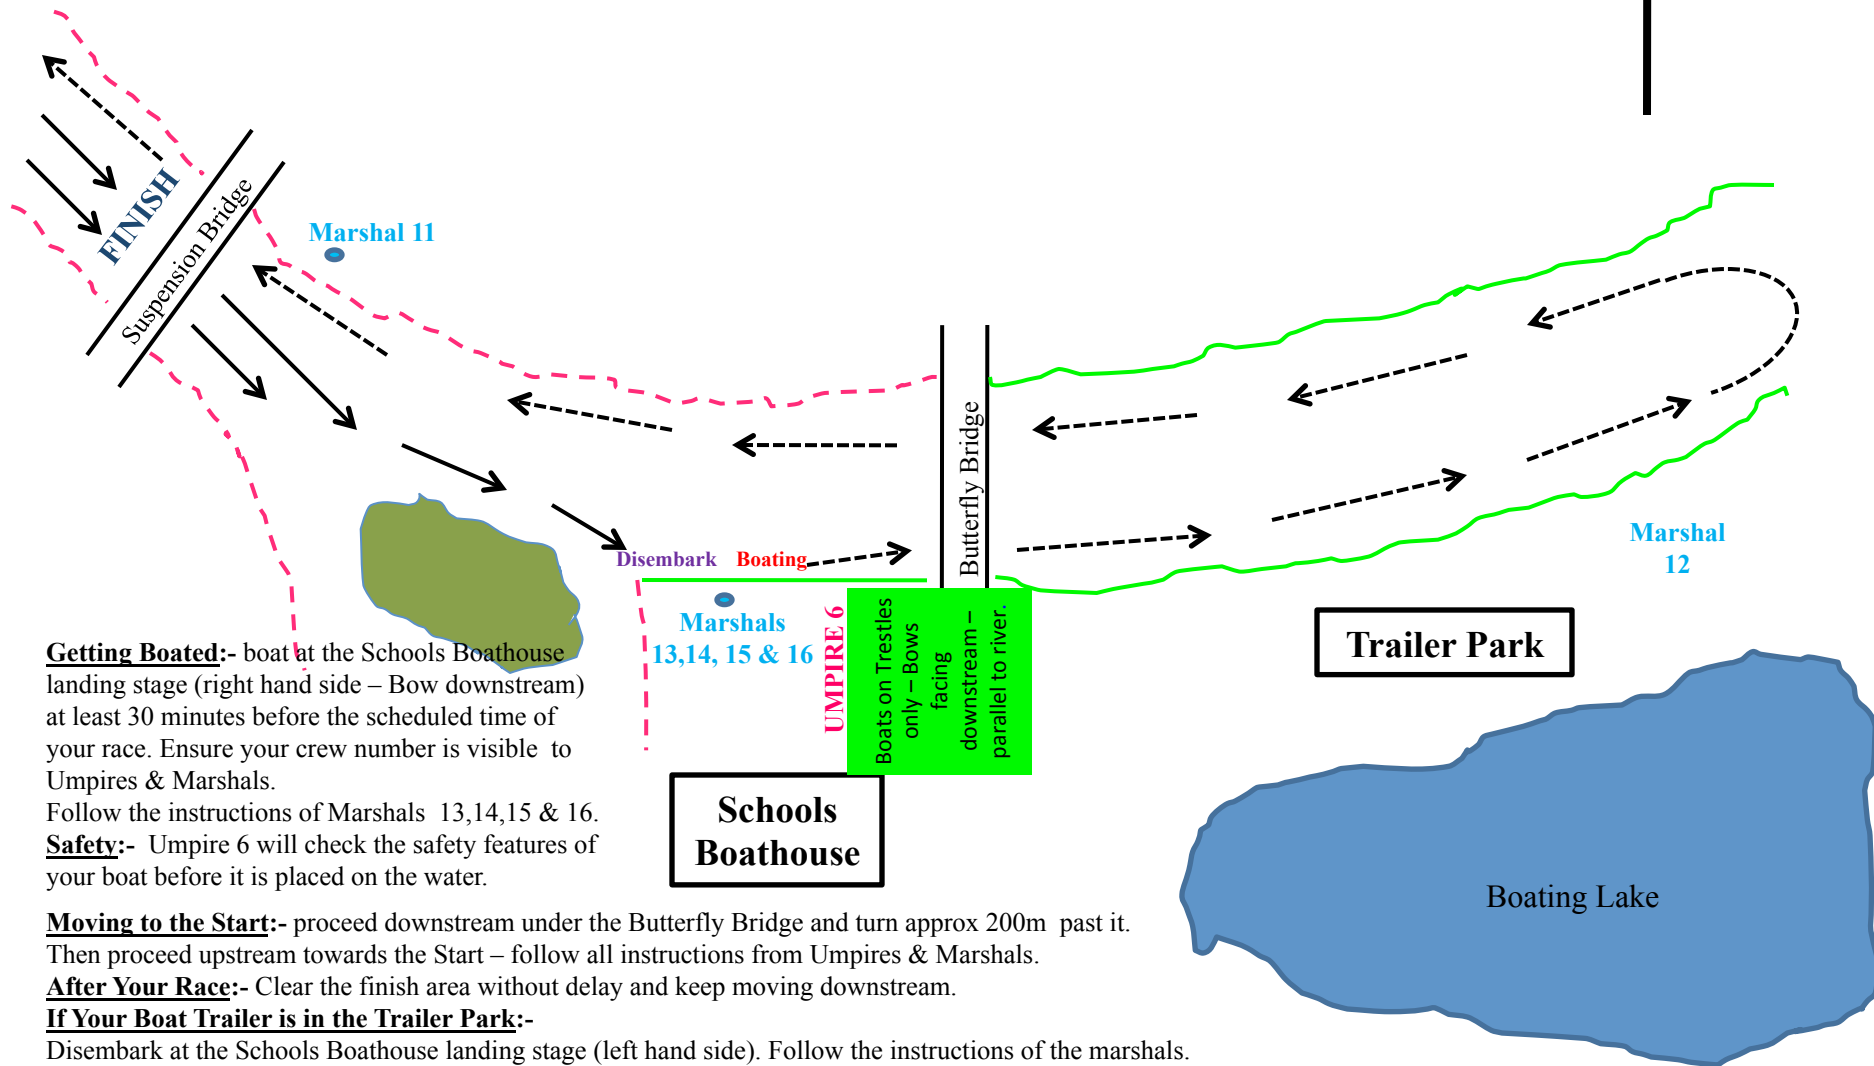 FINISH
Suspension Bridge
Marshal 11
Butterfly Bridge
Disembark
Boating
Marshals
13,14, 15 & 16
UMPIRE 6
Boats on Trestles
only – Bows
facing
downstream –
parallel to river.
Marshal
12
Trailer Park
Schools
Boathouse
Boating Lake
Getting Boated:- boat at the Schools Boathouse
landing stage (right hand side – Bow downstream)
at least 30 minutes before the scheduled time of
your race. Ensure your crew number is visible to
Umpires & Marshals.
Follow the instructions of Marshals 13,14,15 & 16.
Safety:- Umpire 6 will check the safety features of
your boat before it is placed on the water.
Moving to the Start:- proceed downstream under the Butterfly Bridge and turn approx 200m past it.
Then proceed upstream towards the Start – follow all instructions from Umpires & Marshals.
After Your Race:- Clear the finish area without delay and keep moving downstream.
If Your Boat Trailer is in the Trailer Park:-
Disembark at the Schools Boathouse landing stage (left hand side). Follow the instructions of the marshals.